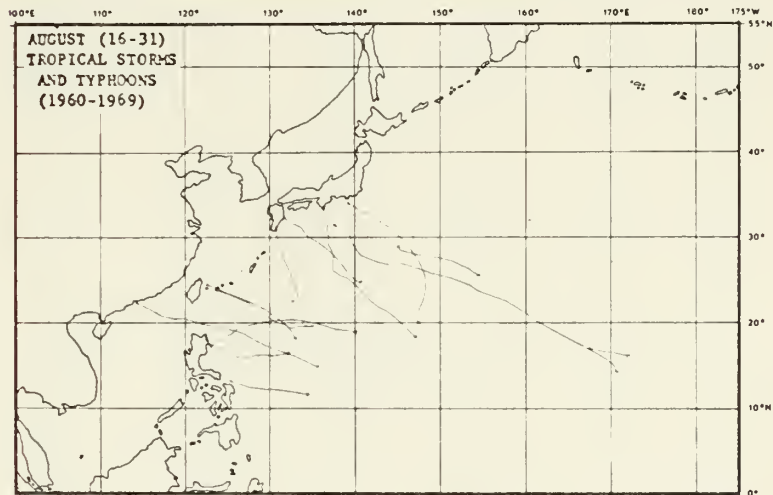 100°E 110° 120° 130° 140° 150° 160° 170°E 180° 175°W
55°N
AUGUST (16-31)
TROPICAL STORMS
AND TYPHOONS
(1960-1969)
50°
40°
30°
20°
10°N
0°